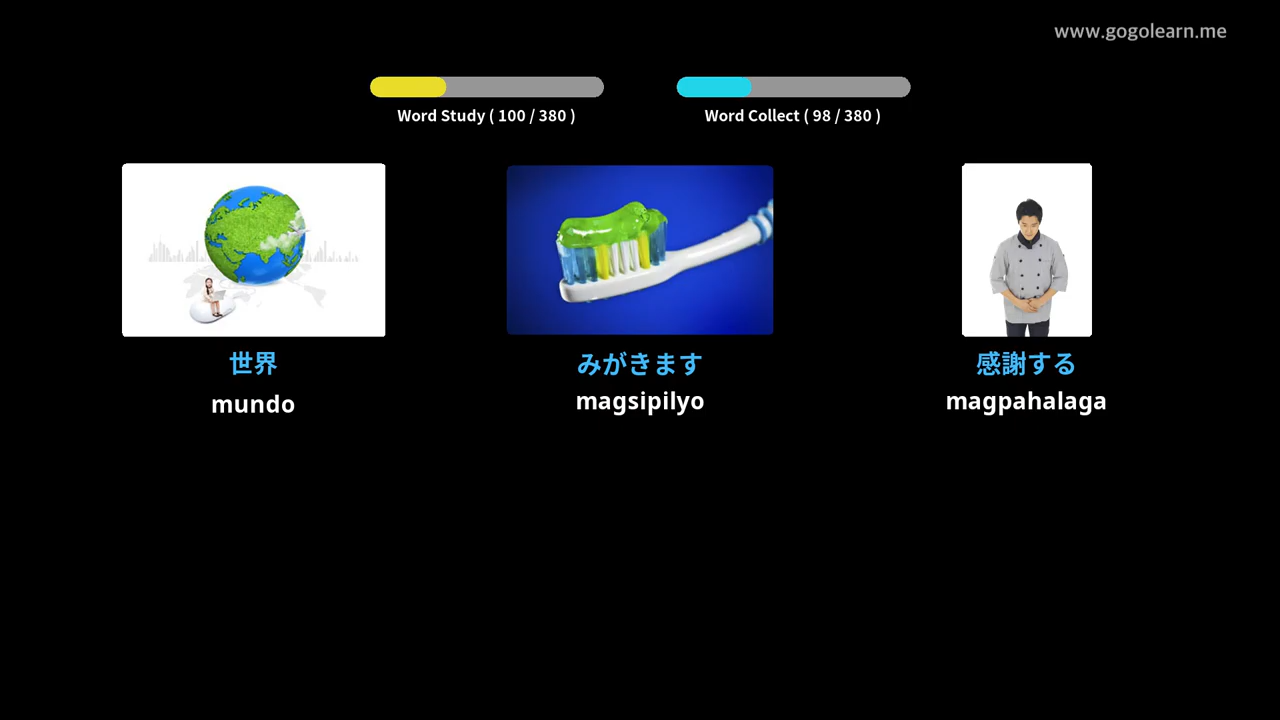 www.gogolearn.me
Word Study ( 100 / 380 )
Word Collect ( 98 / 380 )
世界
mundo
みがきます
magsipilyo
感謝する
magpahalaga